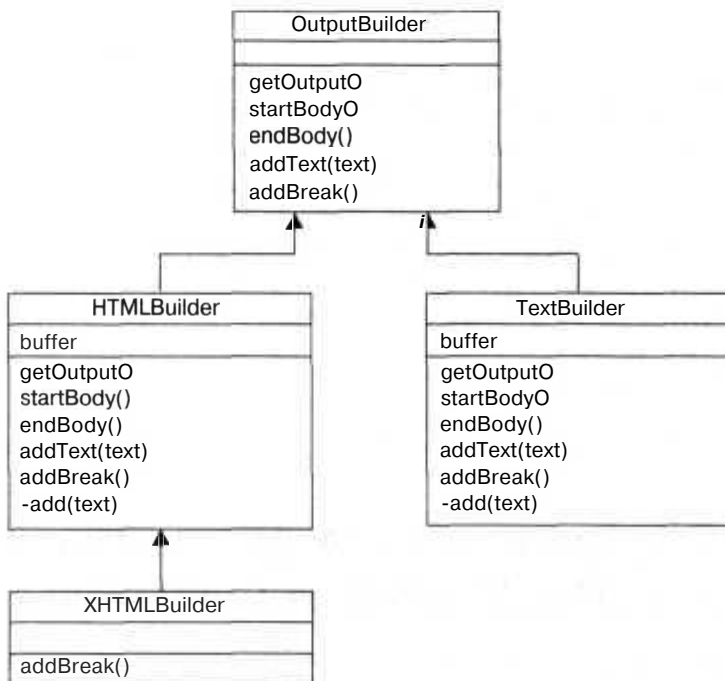 OutputBuilder
getOutputO
startBodyO
endBody()
addText(text)
addBreak()
i
HTMLBuilder
buffer
getOutputO
startBody()
endBody()
addText(text)
addBreak()
-add(text)
TextBuilder
buffer
getOutputO
startBodyO
endBody()
addText(text)
addBreak()
-add(text)
XHTMLBuilder
addBreak()